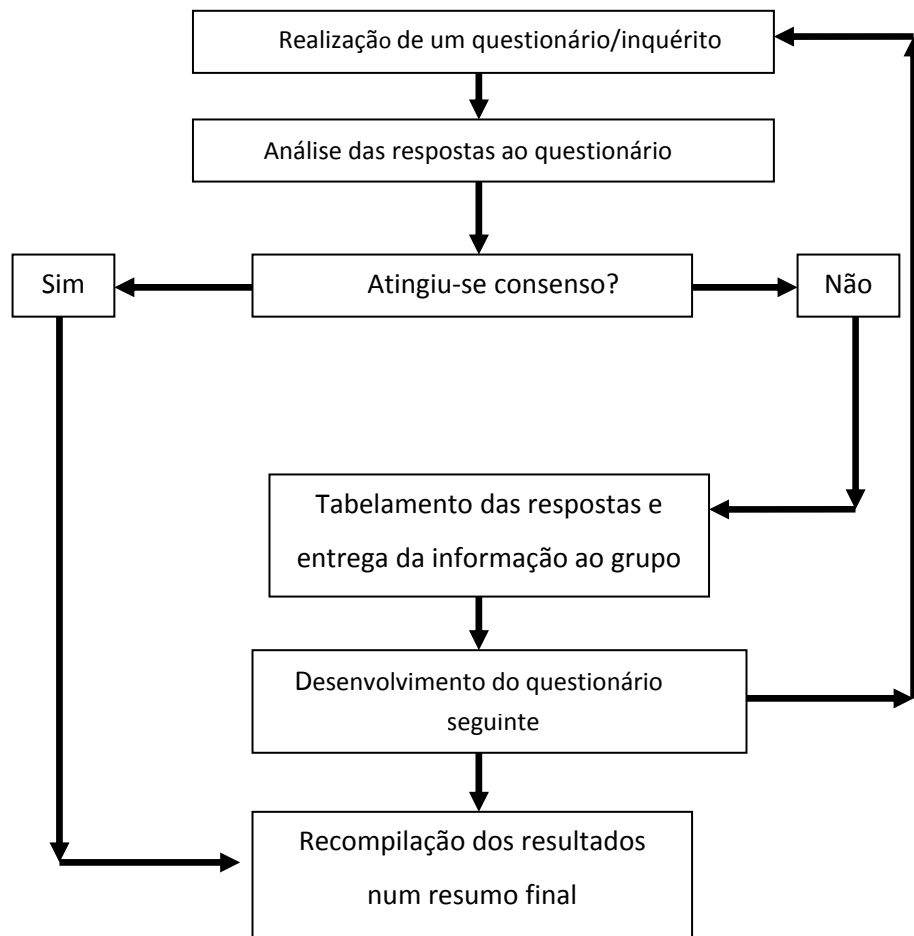 Realização de um questionário/inquérito
Análise das respostas ao questionário
Sim
Atingiu-se consenso?
Não
Tabelamento das respostas e
entrega da informação ao grupo
Desenvolvimento do questionário
seguinte
Recompilação dos resultados
num resumo final